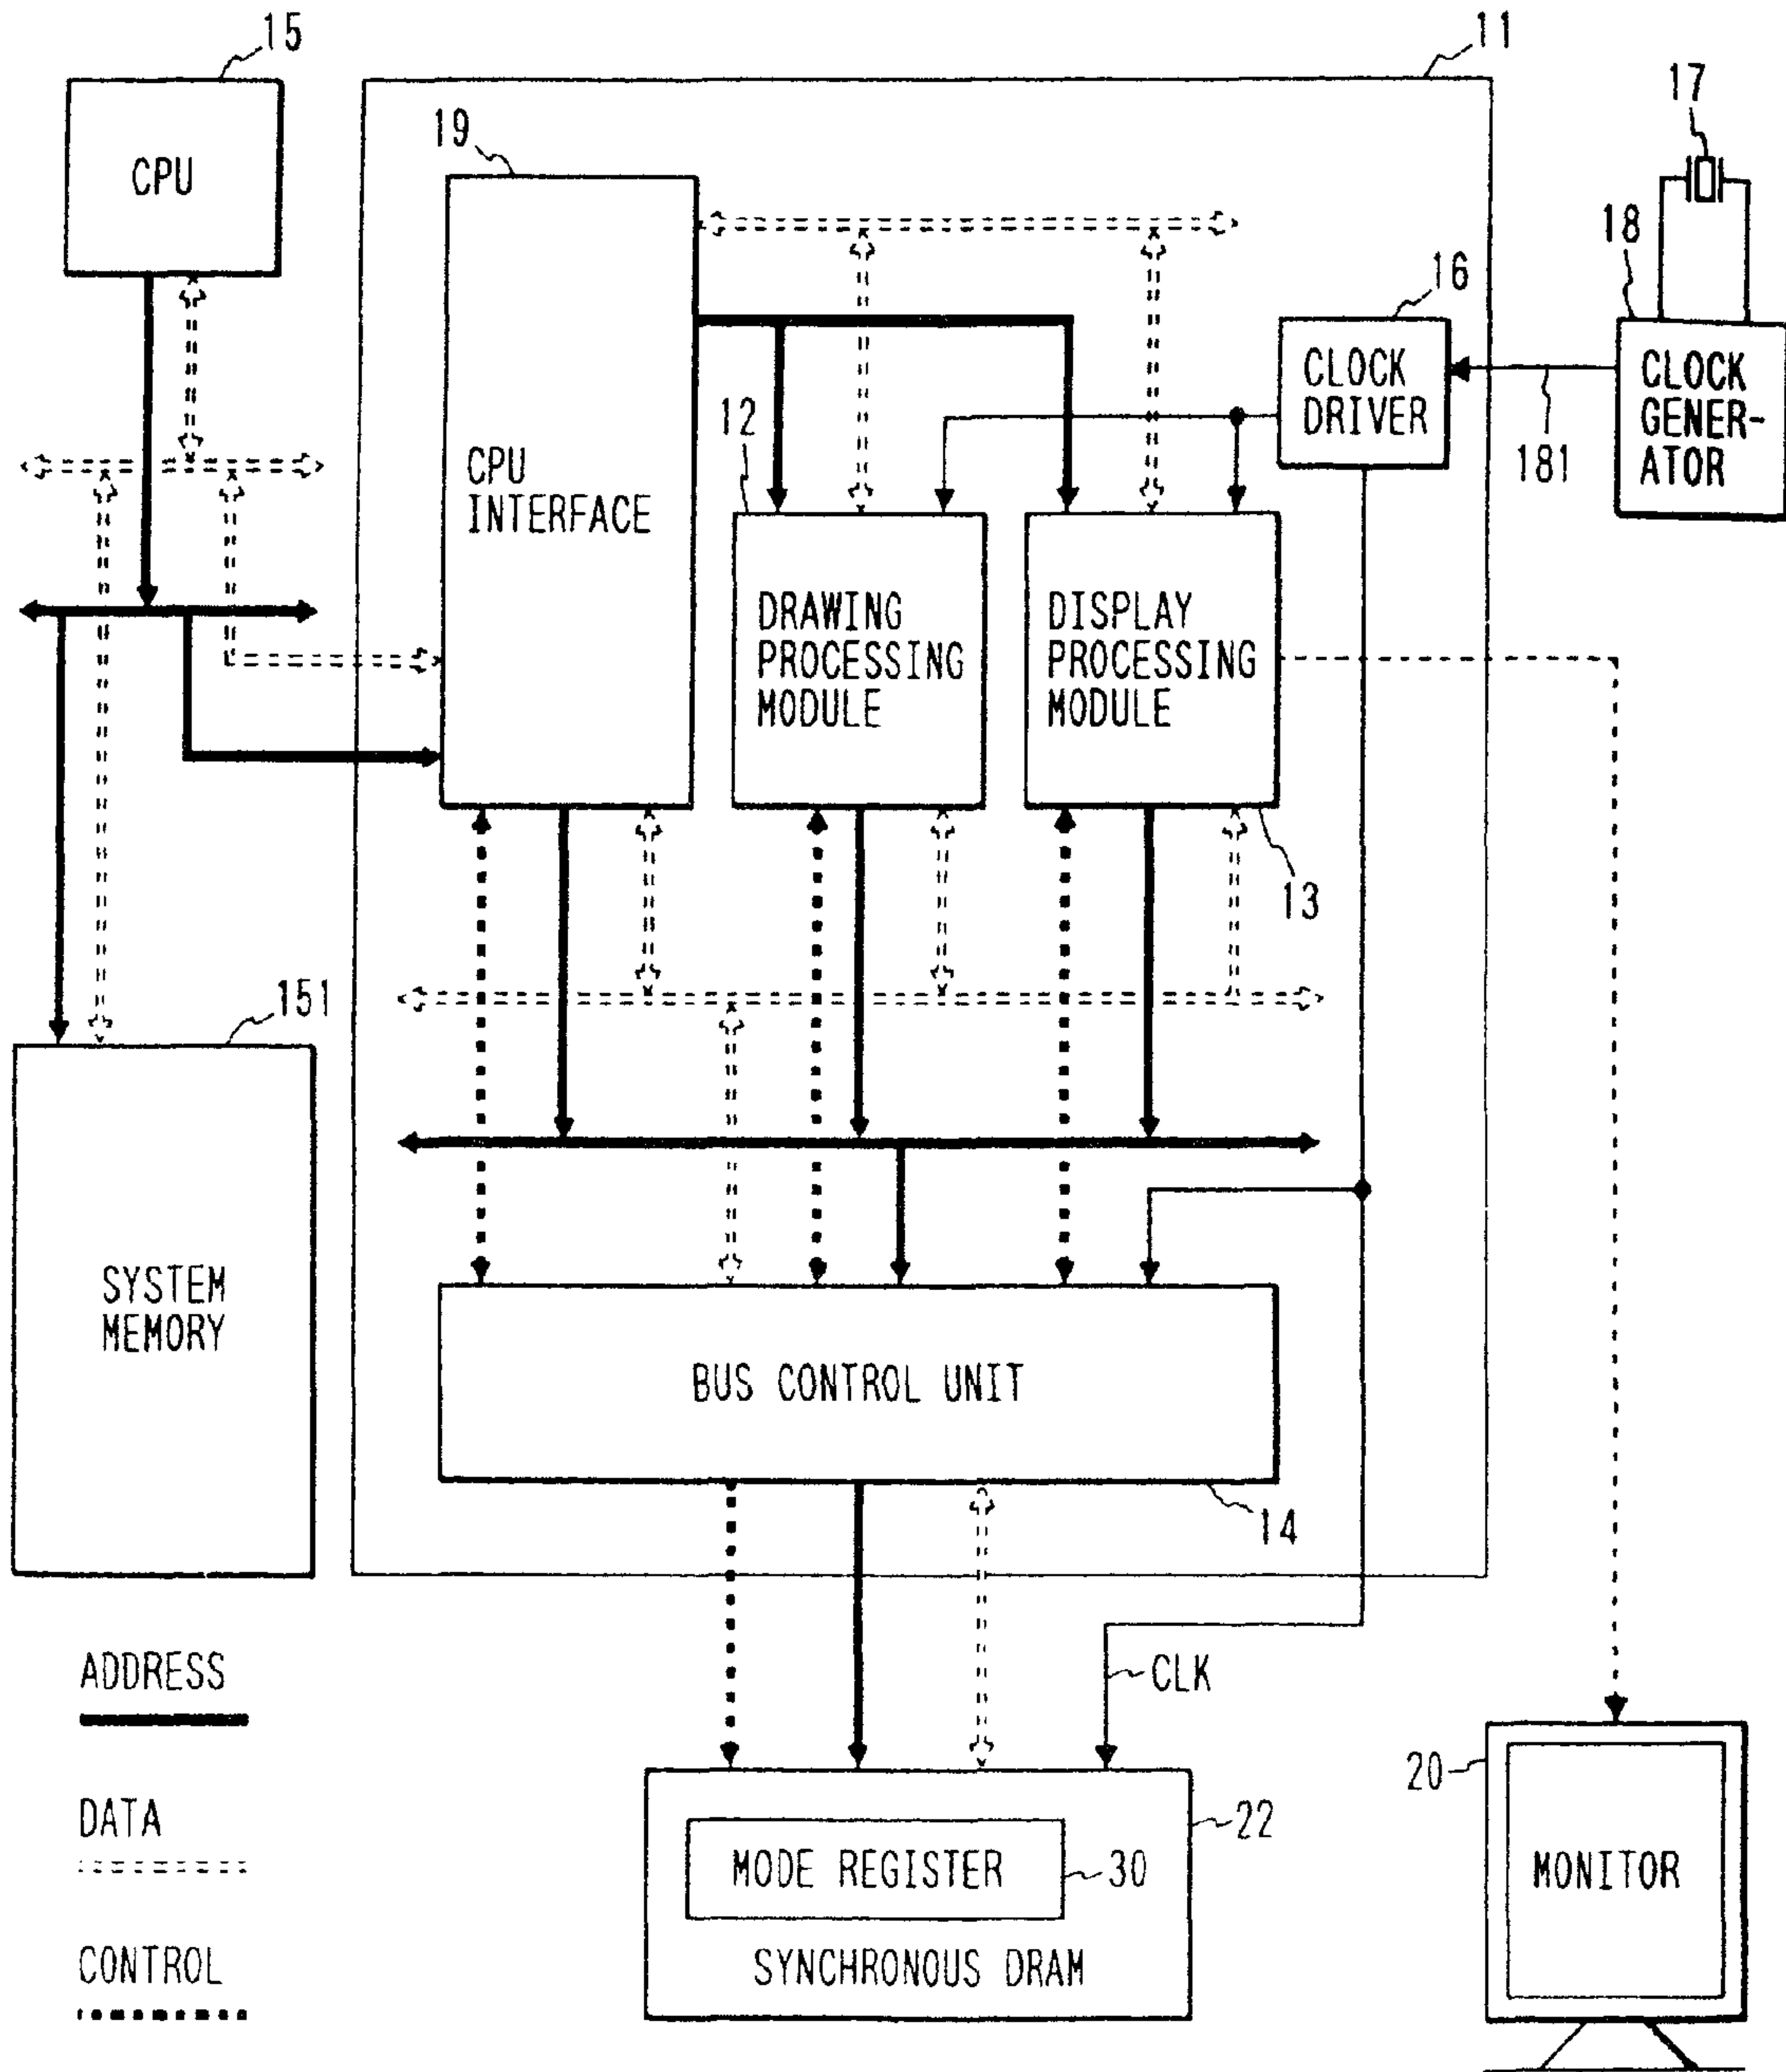 15
11
17
19
CPU
18
16
CLOCK
DRIVER
CLOCK
GENER-
ATOR
12
181
CPU
INTERFACE
DRAWING
PROCESSING
MODULE
DISPLAY
PROCESSING
MODULE
13
151
SYSTEM
MEMORY
BUS CONTROL UNIT
14
ADDRESS
CLK
20
22
DATA
MODE REGISTER
30
MONITOR
CONTROL
SYNCHRONOUS DRAM